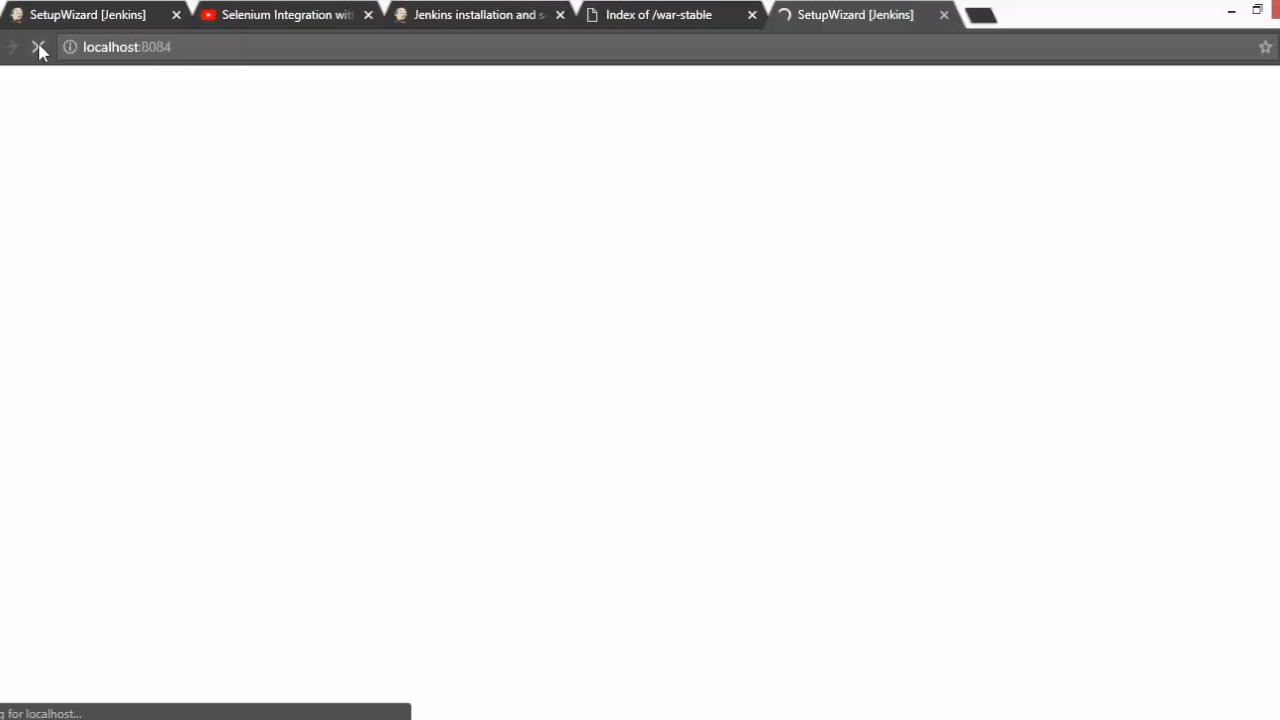 SetupWizard [Jenkins]
Selenium Integration wit
Jenkins installation and s
Index of /war-stable
SetupWizard [Jenkins]
localhost:8084
g for localhost...